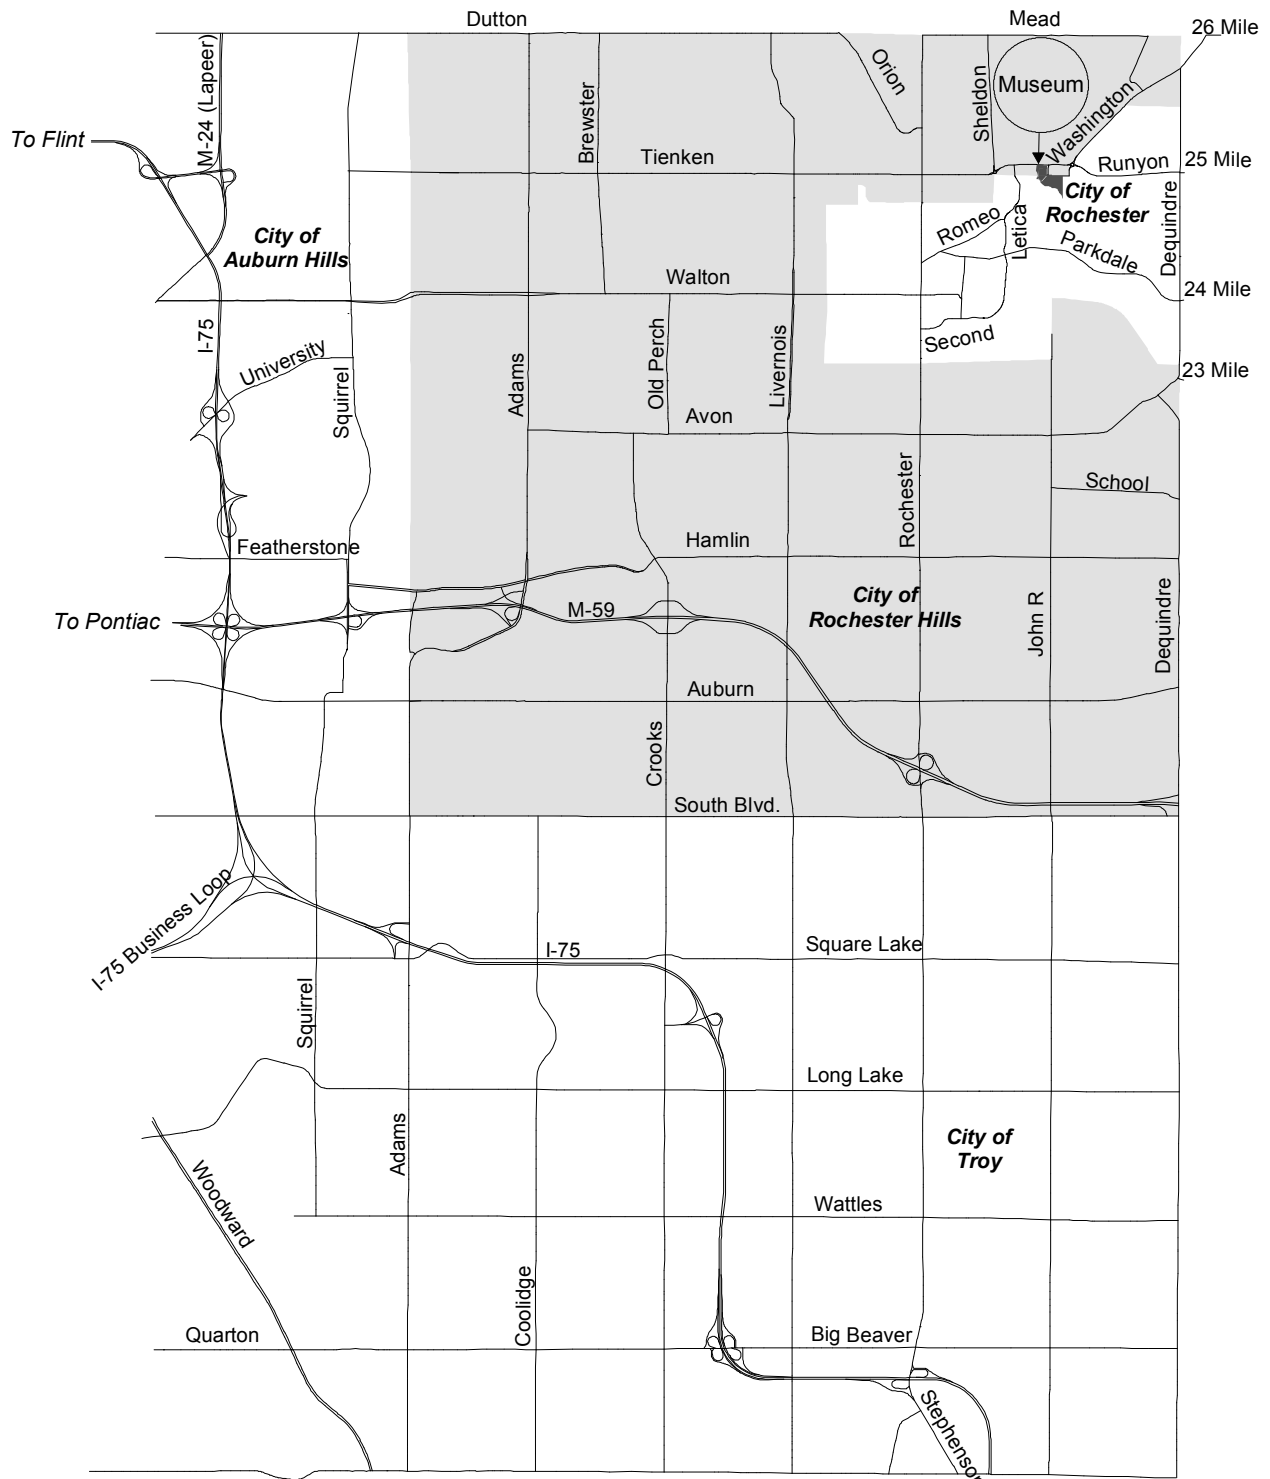 Dutton
Mead
26 Mile
M-24 (Lapeer)
Orion
Sheldon
Museum
Washington
To Flint
Brewster
Tienken
Runyon
25 Mile
City of
Rochester
City of
Auburn Hills
Romeo
Letica
Parkdale
Dequindre
Walton
24 Mile
I-75
University
Squirrel
Adams
Old Perch
Livernois
Second
23 Mile
Avon
Rochester
School
Featherstone
Hamlin
To Pontiac
M-59
City of
Rochester Hills
John R
Dequindre
Auburn
Crooks
South Blvd.
I-75 Business Loop
I-75
Square Lake
Squirrel
Long Lake
Adams
City of
Troy
Woodward
Wattles
Coolidge
Quarton
Big Beaver
Stephenson